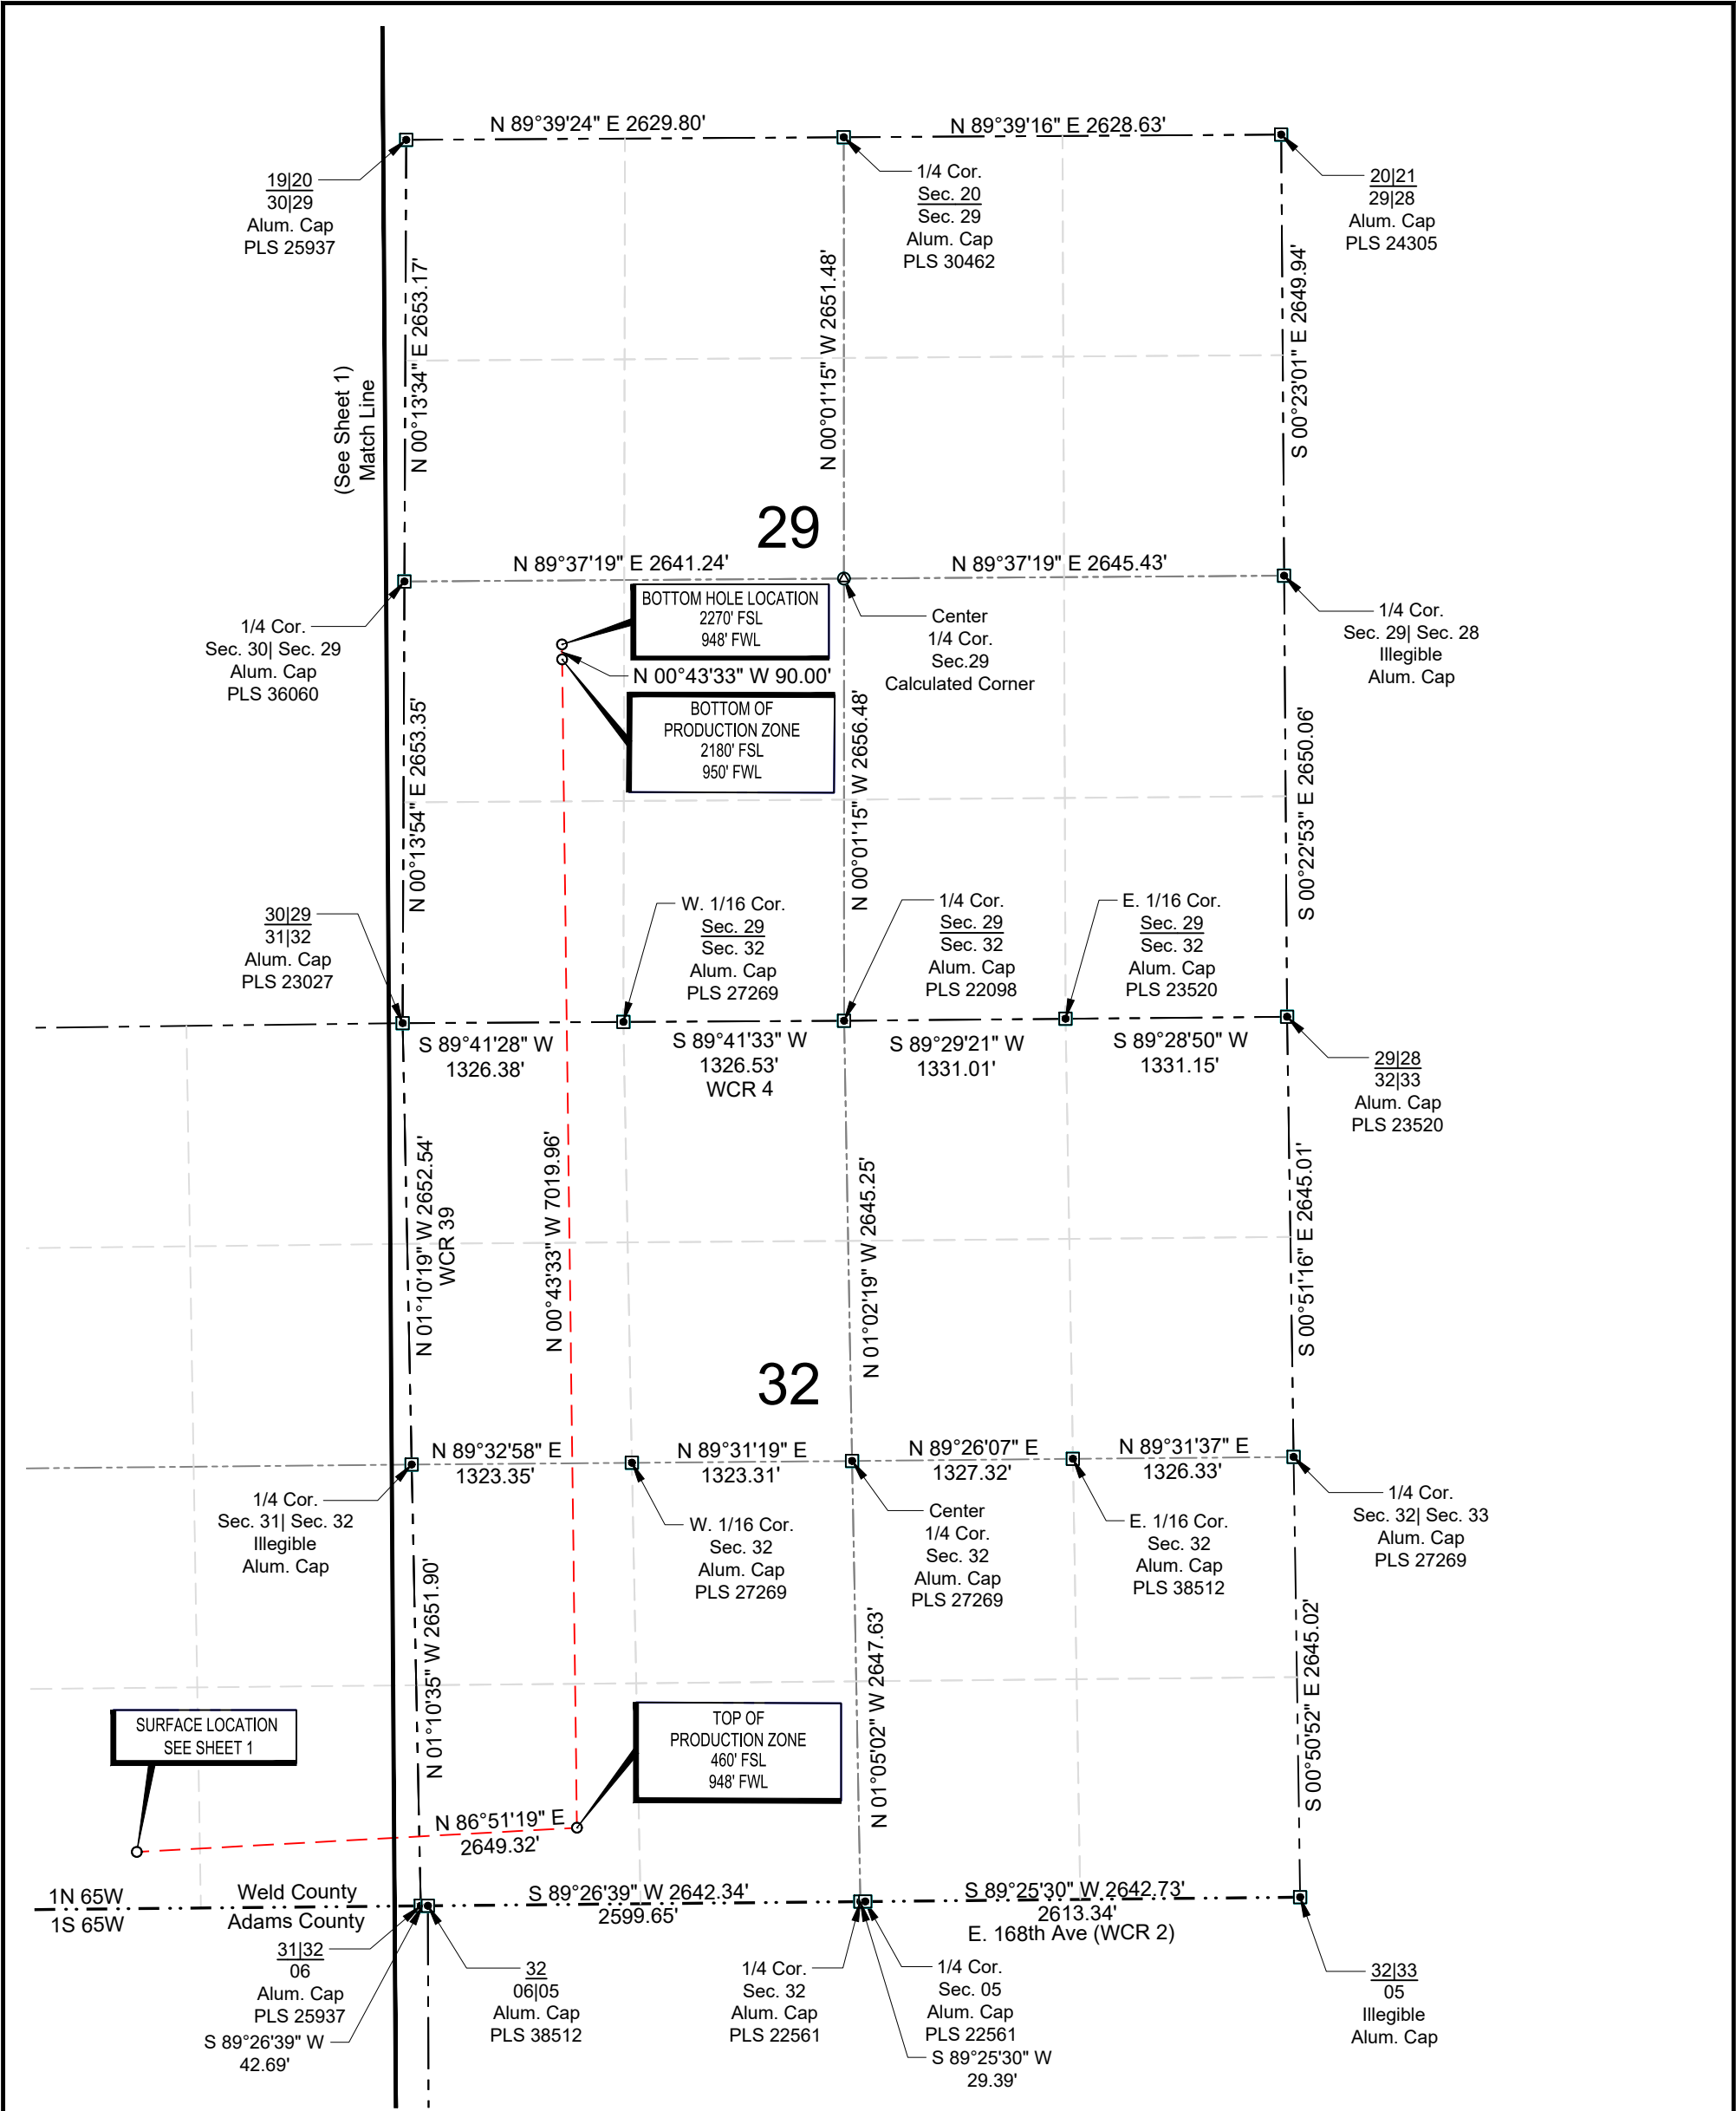 N 89°39'24" E 2629.80'
N 89°39'16" E 2628.63'
19|20
30|29
Alum. Cap
PLS 25937
1/4 Cor.
Sec. 20
Sec. 29
Alum. Cap
PLS 30462
20|21
29|28
Alum. Cap
PLS 24305
(See Sheet 1)
Match Line
N 00°13'34" E 2653.17'
N 00°01'15" W 2651.48'
S 00°23'01" E 2649.94'
29
N 89°37'19" E 2641.24'
N 89°37'19" E 2645.43'
1/4 Cor.
Sec. 30| Sec. 29
Alum. Cap
PLS 36060
BOTTOM HOLE LOCATION
2270' FSL
948' FWL
N 00°43'33" W 90.00'
BOTTOM OF
PRODUCTION ZONE
2180' FSL
950' FWL
Center
1/4 Cor.
Sec.29
Calculated Corner
1/4 Cor.
Sec. 29| Sec. 28
Illegible
Alum. Cap
N 00°13'54" E 2653.35'
N 00°01'15" W 2656.48'
S 00°22'53" E 2650.06'
30|29
31|32
Alum. Cap
PLS 23027
W. 1/16 Cor.
Sec. 29
Sec. 32
Alum. Cap
PLS 27269
1/4 Cor.
Sec. 29
Sec. 32
Alum. Cap
PLS 22098
E. 1/16 Cor.
Sec. 29
Sec. 32
Alum. Cap
PLS 23520
S 89°41'28" W
1326.38'
S 89°41'33" W
1326.53'
WCR 4
S 89°29'21" W
1331.01'
S 89°28'50" W
1331.15'
29|28
32|33
Alum. Cap
PLS 23520
N 01°10'19" W 2652.54'
WCR 39
N 00°43'33" W 7019.96'
N 01°02'19" W 2645.25'
S 00°51'16" E 2645.01'
32
N 89°32'58" E
1323.35'
N 89°31'19" E
1323.31'
N 89°26'07" E
1327.32'
N 89°31'37" E
1326.33'
1/4 Cor.
Sec. 31| Sec. 32
Illegible
Alum. Cap
W. 1/16 Cor.
Sec. 32
Alum. Cap
PLS 27269
Center
1/4 Cor.
Sec. 32
Alum. Cap
PLS 27269
E. 1/16 Cor.
Sec. 32
Alum. Cap
PLS 38512
1/4 Cor.
Sec. 32| Sec. 33
Alum. Cap
PLS 27269
N 01°10'35" W 2651.90'
N 01°05'02" W 2647.63'
S 00°50'52" E 2645.02'
SURFACE LOCATION
SEE SHEET 1
TOP OF
PRODUCTION ZONE
460' FSL
948' FWL
N 86°51'19" E
2649.32'
1N 65W
1S 65W
Weld County
Adams County
S 89°26'39" W 2642.34'
2599.65'
S 89°25'30" W 2642.73'
2613.34'
E. 168th Ave (WCR 2)
31|32
06
Alum. Cap
PLS 25937
S 89°26'39" W
42.69'
32
06|05
Alum. Cap
PLS 38512
1/4 Cor.
Sec. 32
Alum. Cap
PLS 22561
1/4 Cor.
Sec. 05
Alum. Cap
PLS 22561
S 89°25'30" W
29.39'
32|33
05
Illegible
Alum. Cap